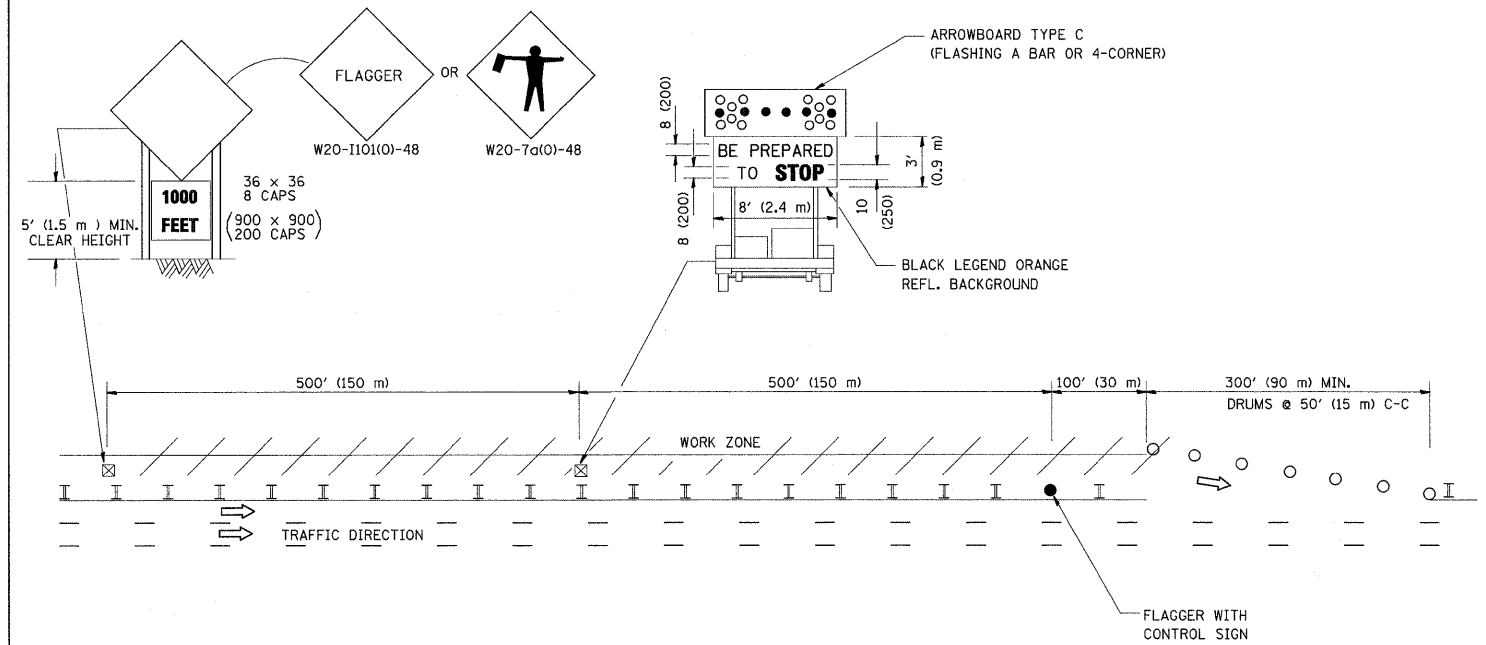 FLAGGER
OR
W20-I101(O)-48
W20-7a(O)-48
1000
FEET
36 x 36
8 CAPS
(900 x 900)
200 CAPS
5' (1.5 m ) MIN.
CLEAR HEIGHT
ARROWBOARD TYPE C
(FLASHING A BAR OR 4-CORNER)
8 (200)
8 (200)
BE PREPARED
TO STOP
3'
(0.9 m)
10
(250)
8' (2.4 m)
BLACK LEGEND ORANGE
REFL. BACKGROUND
500' (150 m)
500' (150 m)
100' (30 m)
300' (90 m) MIN.
DRUMS @ 50' (15 m) C-C
WORK ZONE
TRAFFIC DIRECTION
FLAGGER WITH
CONTROL SIGN